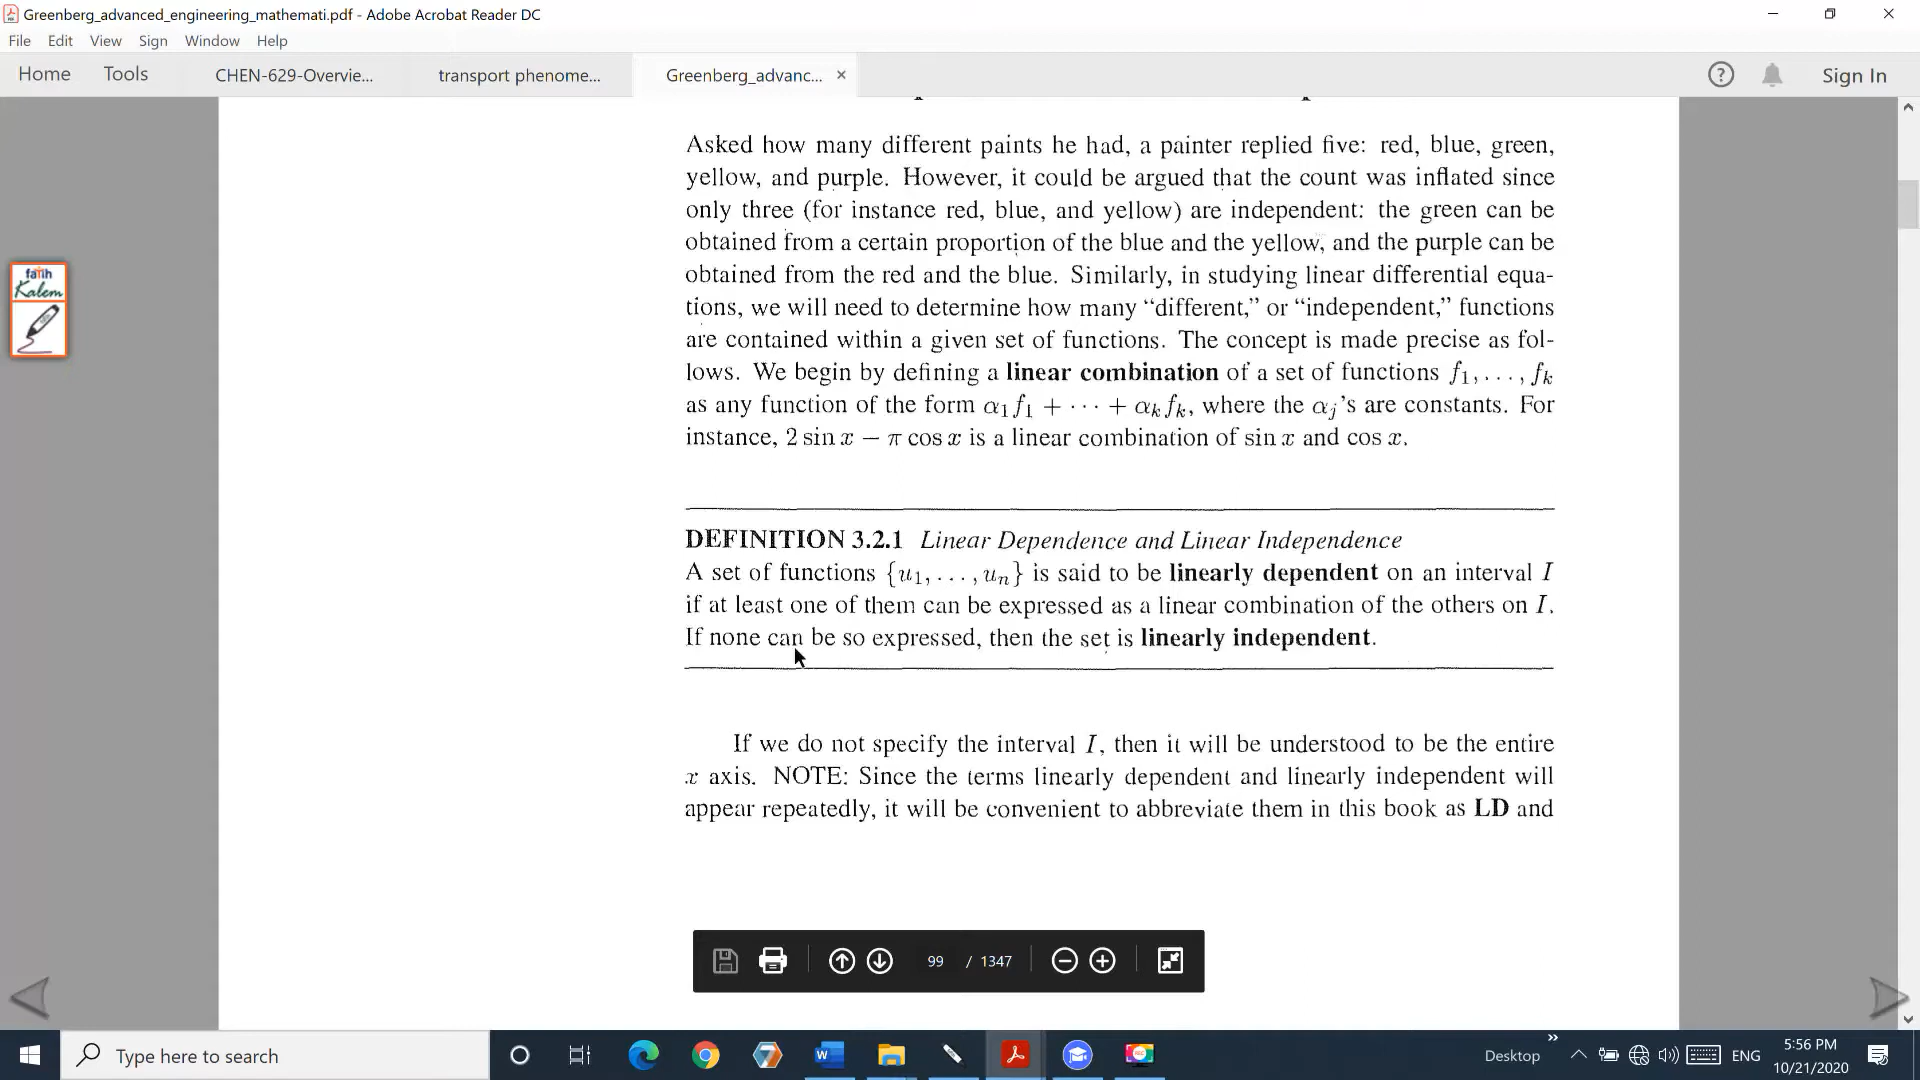 Greenberg_advanced_engineering_mathemati.pdf - Adobe Acrobat Reader DC
File Edit View Sign Window Help
Home Tools CHEN-629-Overvie... transport phenome... Greenberg_advanc... × ? Sign In
Asked how many different paints he had, a painter replied five: red, blue, green,
yellow, and purple. However, it could be argued that the count was inflated since
only three (for instance red, blue, and yellow) are independent: the green can be
obtained from a certain proportion of the blue and the yellow, and the purple can be
obtained from the red and the blue. Similarly, in studying linear differential equa-
tions, we will need to determine how many “different,” or “independent,” functions
are contained within a given set of functions. The concept is made precise as fol-
lows. We begin by defining a linear combination of a set of functions f₁, . . . , fₖ
as any function of the form α₁f₁ + · · · + αₖfₖ, where the αⱼ's are constants. For
instance, 2 sin x − π cos x is a linear combination of sin x and cos x.
DEFINITION 3.2.1 Linear Dependence and Linear Independence
A set of functions {u₁, . . . , uₙ} is said to be linearly dependent on an interval I
if at least one of them can be expressed as a linear combination of the others on I.
If none can be so expressed, then the set is linearly independent.
If we do not specify the interval I, then it will be understood to be the entire
x axis. NOTE: Since the terms linearly dependent and linearly independent will
appear repeatedly, it will be convenient to abbreviate them in this book as LD and
fatih
Kalem
99 / 1347
Type here to search
Desktop
ENG
5:56 PM
10/21/2020